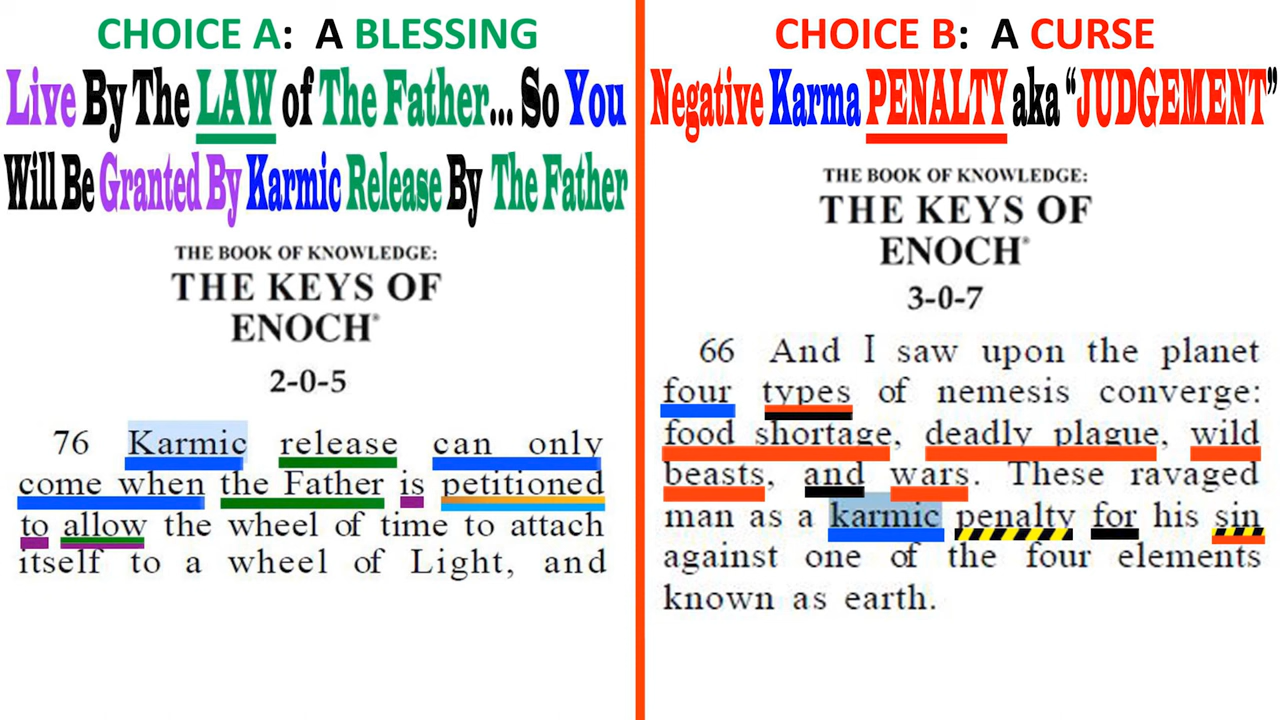 CHOICE A: A BLESSING
Live By The LAW of The Father... So You
Will Be Granted By Karmic Release By The Father
THE BOOK OF KNOWLEDGE:
THE KEYS OF
ENOCH®
2-0-5
76 Karmic release can only
come when the Father is petitioned
to allow the wheel of time to attach
itself to a wheel of Light, and
CHOICE B: A CURSE
Negative Karma PENALTY aka “JUDGEMENT”
THE BOOK OF KNOWLEDGE:
THE KEYS OF
ENOCH®
3-0-7
66 And I saw upon the planet
four types of nemesis converge:
food shortage, deadly plague, wild
beasts, and wars. These ravaged
man as a karmic penalty for his sin
against one of the four elements
known as earth.